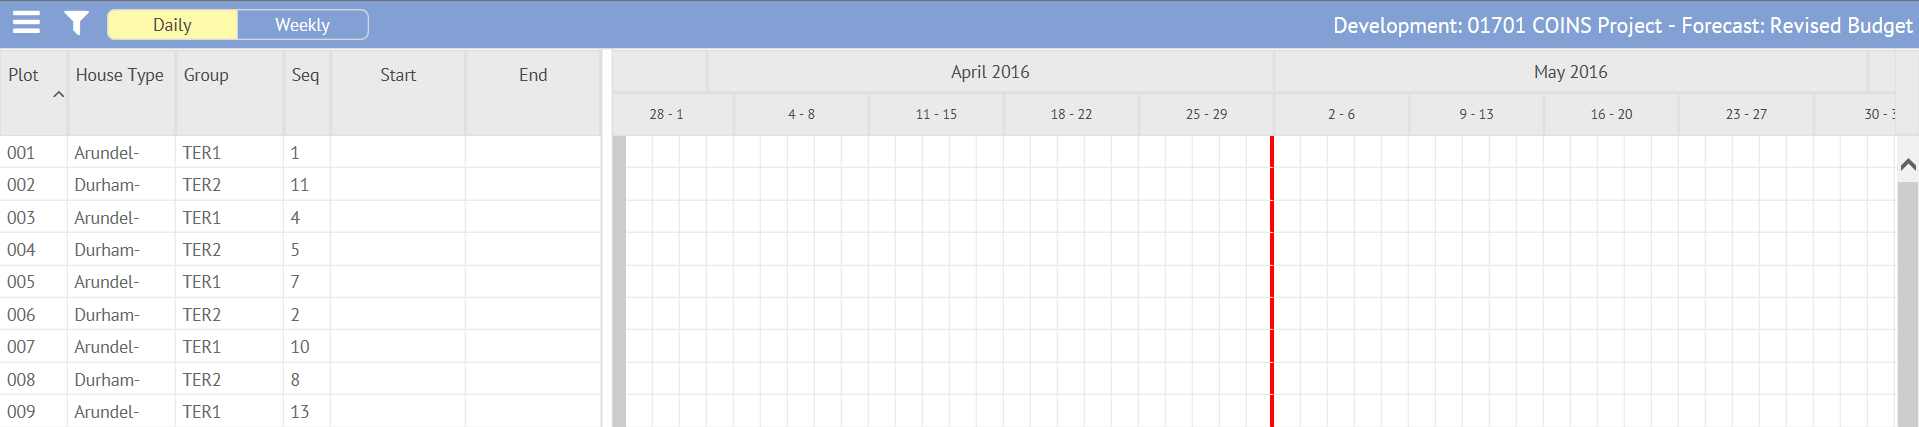 Daily Weekly Development: 01701 COINS Project - Forecast: Revised Budget
Plot House Type Group Seq Start End April 2016 May 2016
28 - 1 4 - 8 11 - 15 18 - 22 25 - 29 2 - 6 9 - 13 16 - 20 23 - 27 30 -
001 Arundel- TER1 1
002 Durham- TER2 11
003 Arundel- TER1 4
004 Durham- TER2 5
005 Arundel- TER1 7
006 Durham- TER2 2
007 Arundel- TER1 10
008 Durham- TER2 8
009 Arundel- TER1 13